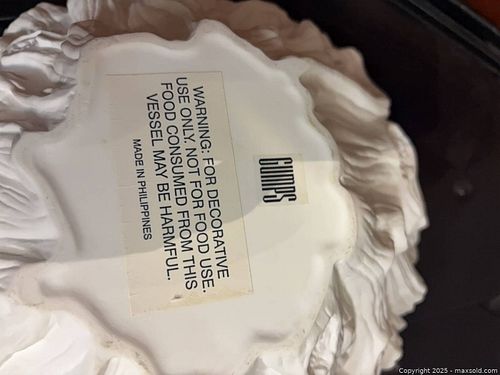 GUMPS
WARNING: FOR DECORATIVE
USE ONLY. NOT FOR FOOD USE.
FOOD CONSUMED FROM THIS
VESSEL MAY BE HARMFUL.
MADE IN PHILIPPINES
Copyright 2025 - maxsold.com